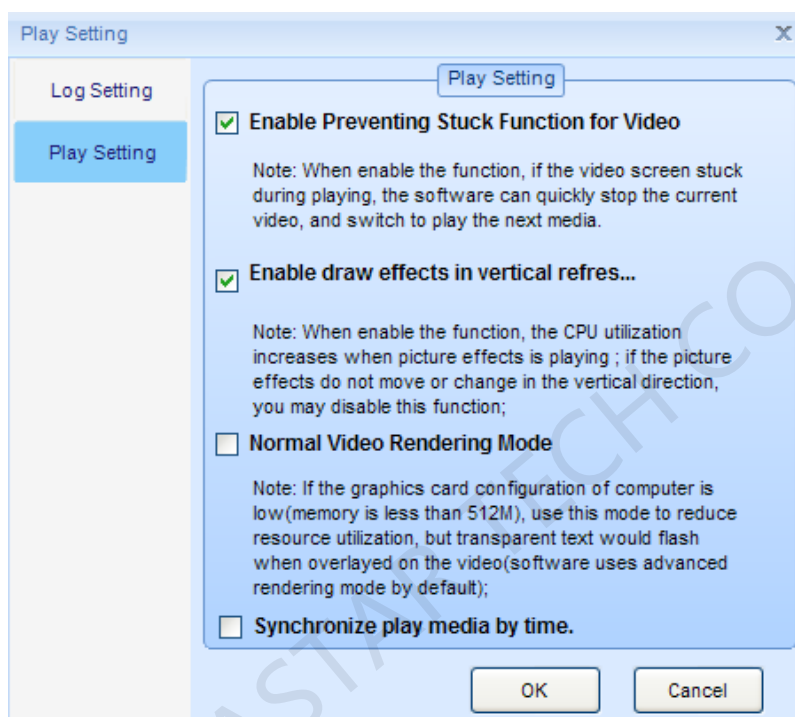 Play Setting
X
Log Setting
Play Setting
Play Setting
Enable Preventing Stuck Function for Video
Note: When enable the function, if the video screen stuck
during playing, the software can quickly stop the current
video, and switch to play the next media.
Enable draw effects in vertical refres...
Note: When enable the function, the CPU utilization
increases when picture effects is playing ; if the picture
effects do not move or change in the vertical direction,
you may disable this function;
Normal Video Rendering Mode
Note: If the graphics card configuration of computer is
low(memory is less than 512M), use this mode to reduce
resource utilization, but transparent text would flash
when overlayed on the video(software uses advanced
rendering mode by default);
Synchronize play media by time.
OK
Cancel
ASTAR TECH CO